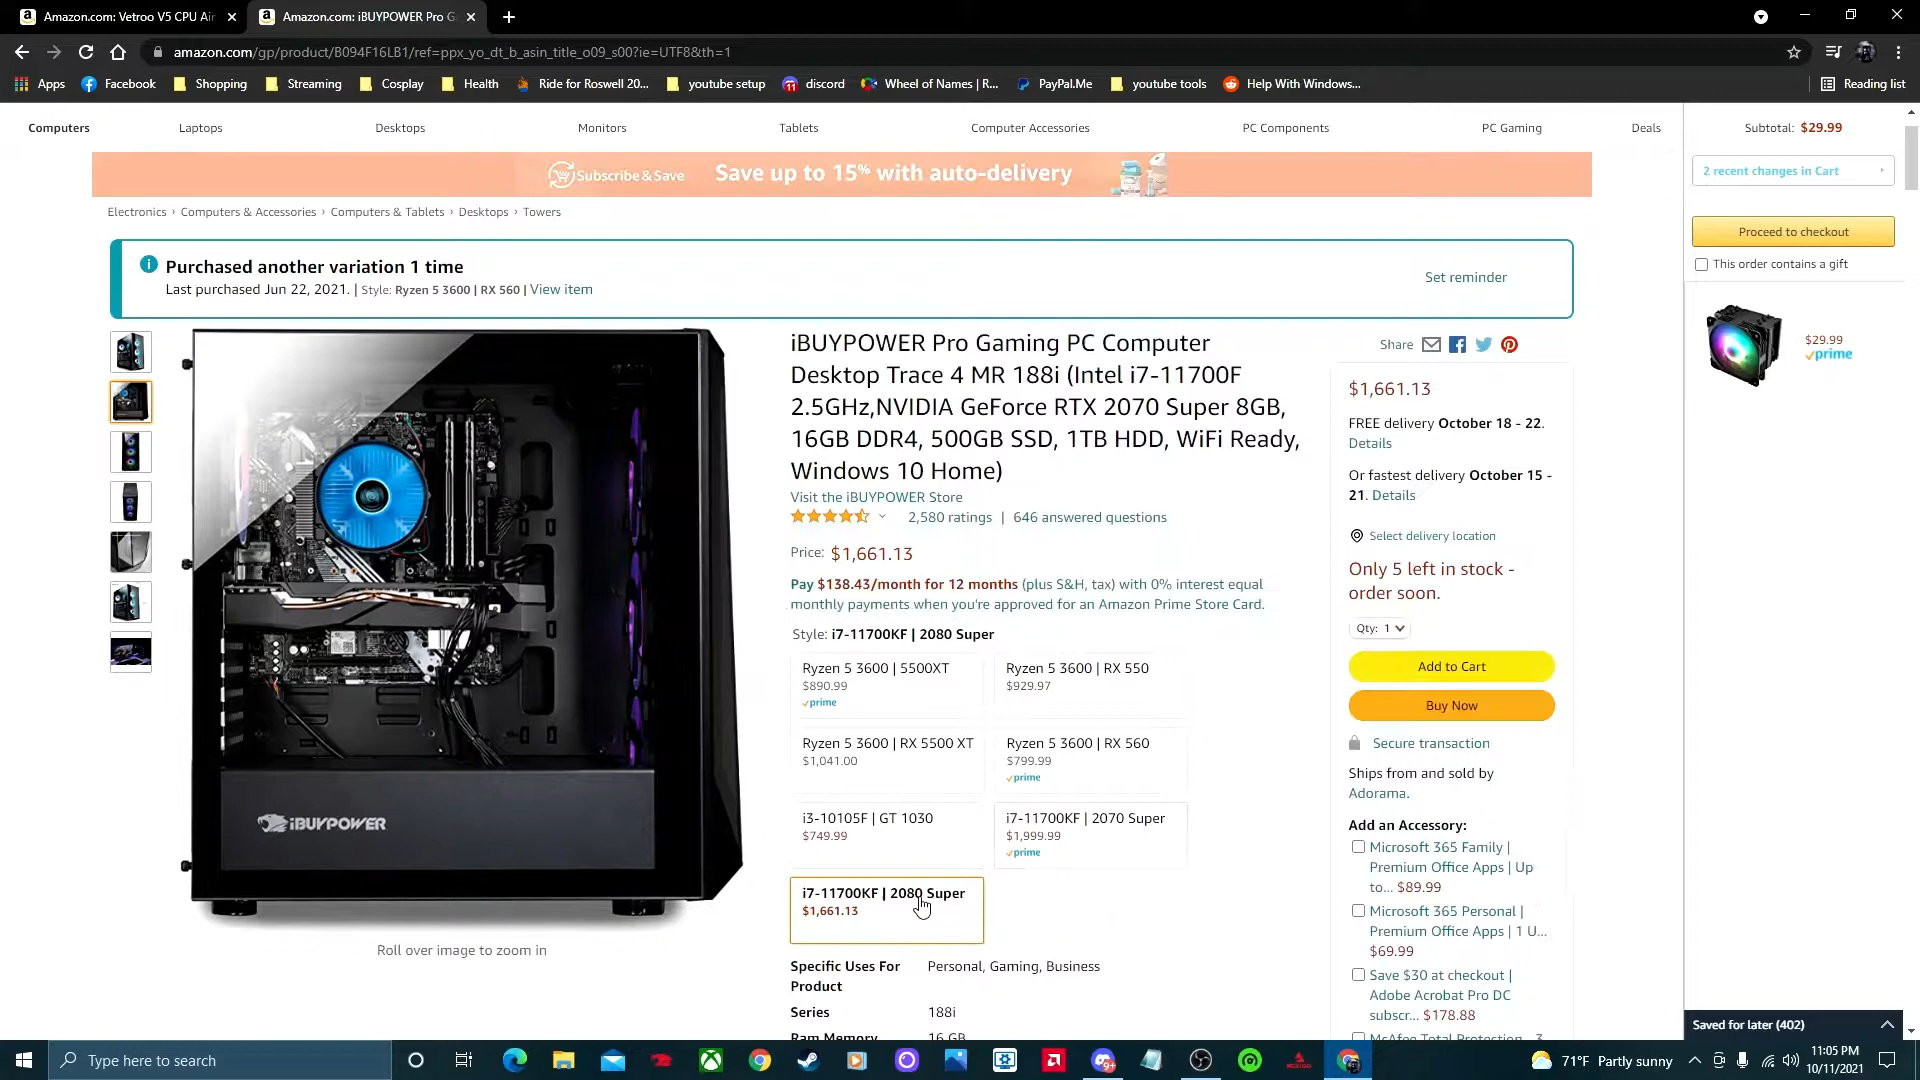 Amazon.com: Vetroo V5 CPU Air
Amazon.com: iBUYPOWER Pro G
amazon.com/gp/product/B094F16LB1/ref=ppx_yo_dt_b_asin_title_o09_s00?ie=UTF8&th=1
Apps
Facebook
Shopping
Streaming
Cosplay
Health
Ride for Roswell 20...
youtube setup
discord
Wheel of Names | R...
PayPal.Me
youtube tools
Help With Windows...
Reading list
Computers
Laptops
Desktops
Monitors
Tablets
Computer Accessories
PC Components
PC Gaming
Deals
Subscribe & Save
Save up to 15% with auto-delivery
Electronics › Computers & Accessories › Computers & Tablets › Desktops › Towers
Purchased another variation 1 time
Last purchased Jun 22, 2021. | Style: Ryzen 5 3600 | RX 560 | View item
Set reminder
iBUYPOWER
Roll over image to zoom in
iBUYPOWER Pro Gaming PC Computer
Desktop Trace 4 MR 188i (Intel i7-11700F
2.5GHz,NVIDIA GeForce RTX 2070 Super 8GB,
16GB DDR4, 500GB SSD, 1TB HDD, WiFi Ready,
Windows 10 Home)
Visit the iBUYPOWER Store
2,580 ratings | 646 answered questions
Price: $1,661.13
Pay $138.43/month for 12 months (plus S&H, tax) with 0% interest equal
monthly payments when you're approved for an Amazon Prime Store Card.
Style: i7-11700KF | 2080 Super
Ryzen 5 3600 | 5500XT
$890.99
prime
Ryzen 5 3600 | RX 550
$929.97
Ryzen 5 3600 | RX 5500 XT
$1,041.00
Ryzen 5 3600 | RX 560
$799.99
prime
i3-10105F | GT 1030
$749.99
i7-11700KF | 2070 Super
$1,999.99
prime
i7-11700KF | 2080 Super
$1,661.13
Specific Uses For
Product
Personal, Gaming, Business
Series
188i
Ram Memory
16 GB
Share
$1,661.13
FREE delivery October 18 - 22.
Details
Or fastest delivery October 15 -
21. Details
Select delivery location
Only 5 left in stock -
order soon.
Qty: 1
Add to Cart
Buy Now
Secure transaction
Ships from and sold by
Adorama.
Add an Accessory:
Microsoft 365 Family |
Premium Office Apps | Up
to... $89.99
Microsoft 365 Personal |
Premium Office Apps | 1 U...
$69.99
Save $30 at checkout |
Adobe Acrobat Pro DC
subscr... $178.88
McAfee Total Protection, 3
Subtotal: $29.99
2 recent changes in Cart
Proceed to checkout
This order contains a gift
$29.99
prime
Saved for later (402)
Type here to search
9+
71°F Partly sunny
11:05 PM
10/11/2021